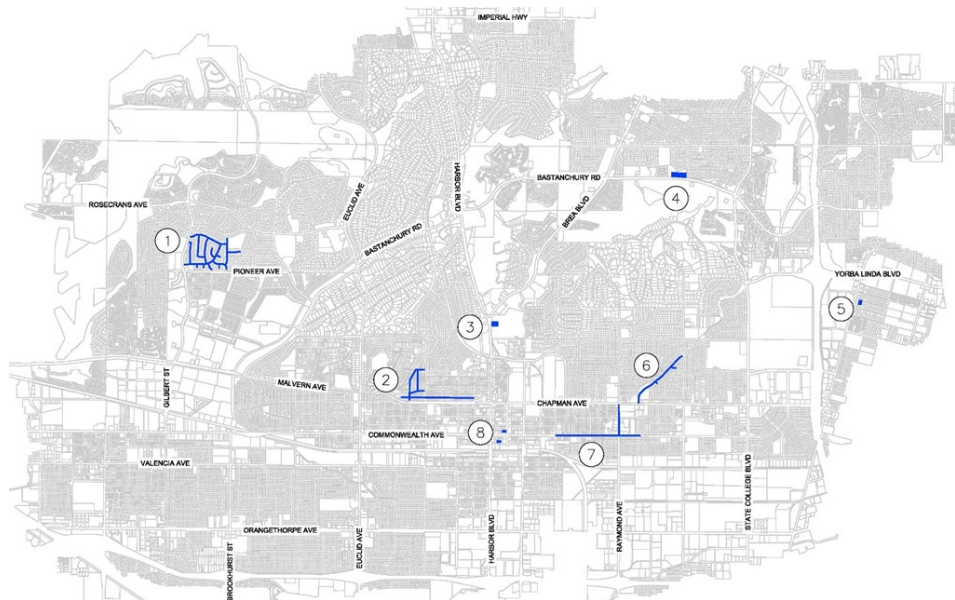 IMPERIAL HWY
HARBOR BLVD
EUCLID AVE
BASTANCHURY RD
BREA BLVD
4
ROSECRANS AVE
BASTANCHURY RD
1
PIONEER AVE
YORBA LINDA BLVD
5
3
6
2
MALVERN AVE
GILBERT ST
CHAPMAN AVE
8
COMMONWEALTH AVE
7
VALENCIA AVE
STATE COLLEGE BLVD
RAYMOND AVE
ORANGETHORPE AVE
HARBOR BLVD
EUCLID AVE
BROCKHURST ST